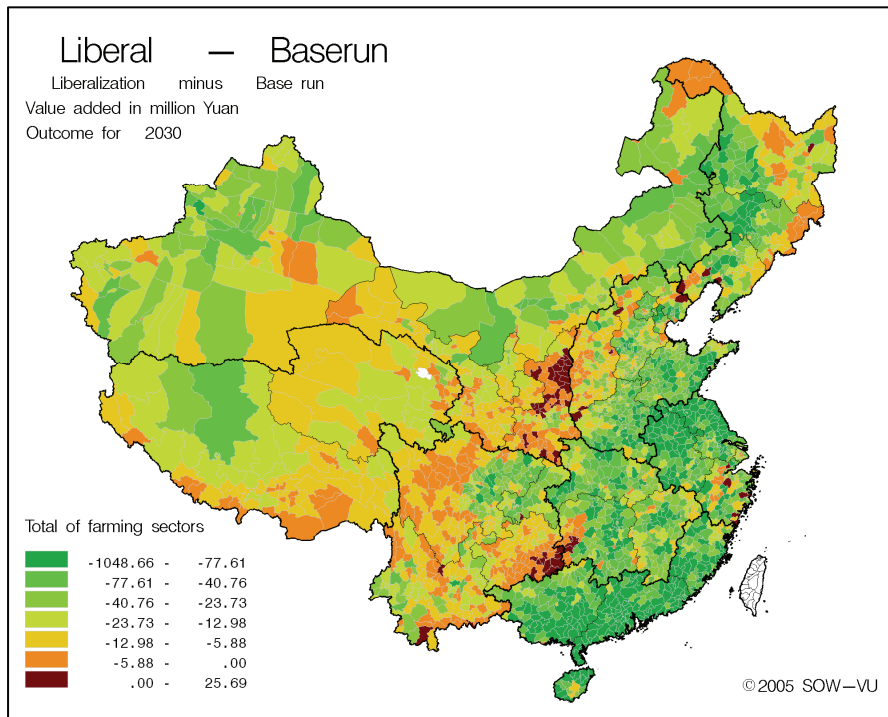 Liberal — Baserun
Liberalization minus Base run
Value added in million Yuan
Outcome for 2030
Total of farming sectors
-1048.66 - -77.61
-77.61 - -40.76
-40.76 - -23.73
-23.73 - -12.98
-12.98 - -5.88
-5.88 - .00
.00 - 25.69
© 2005 SOW—VU